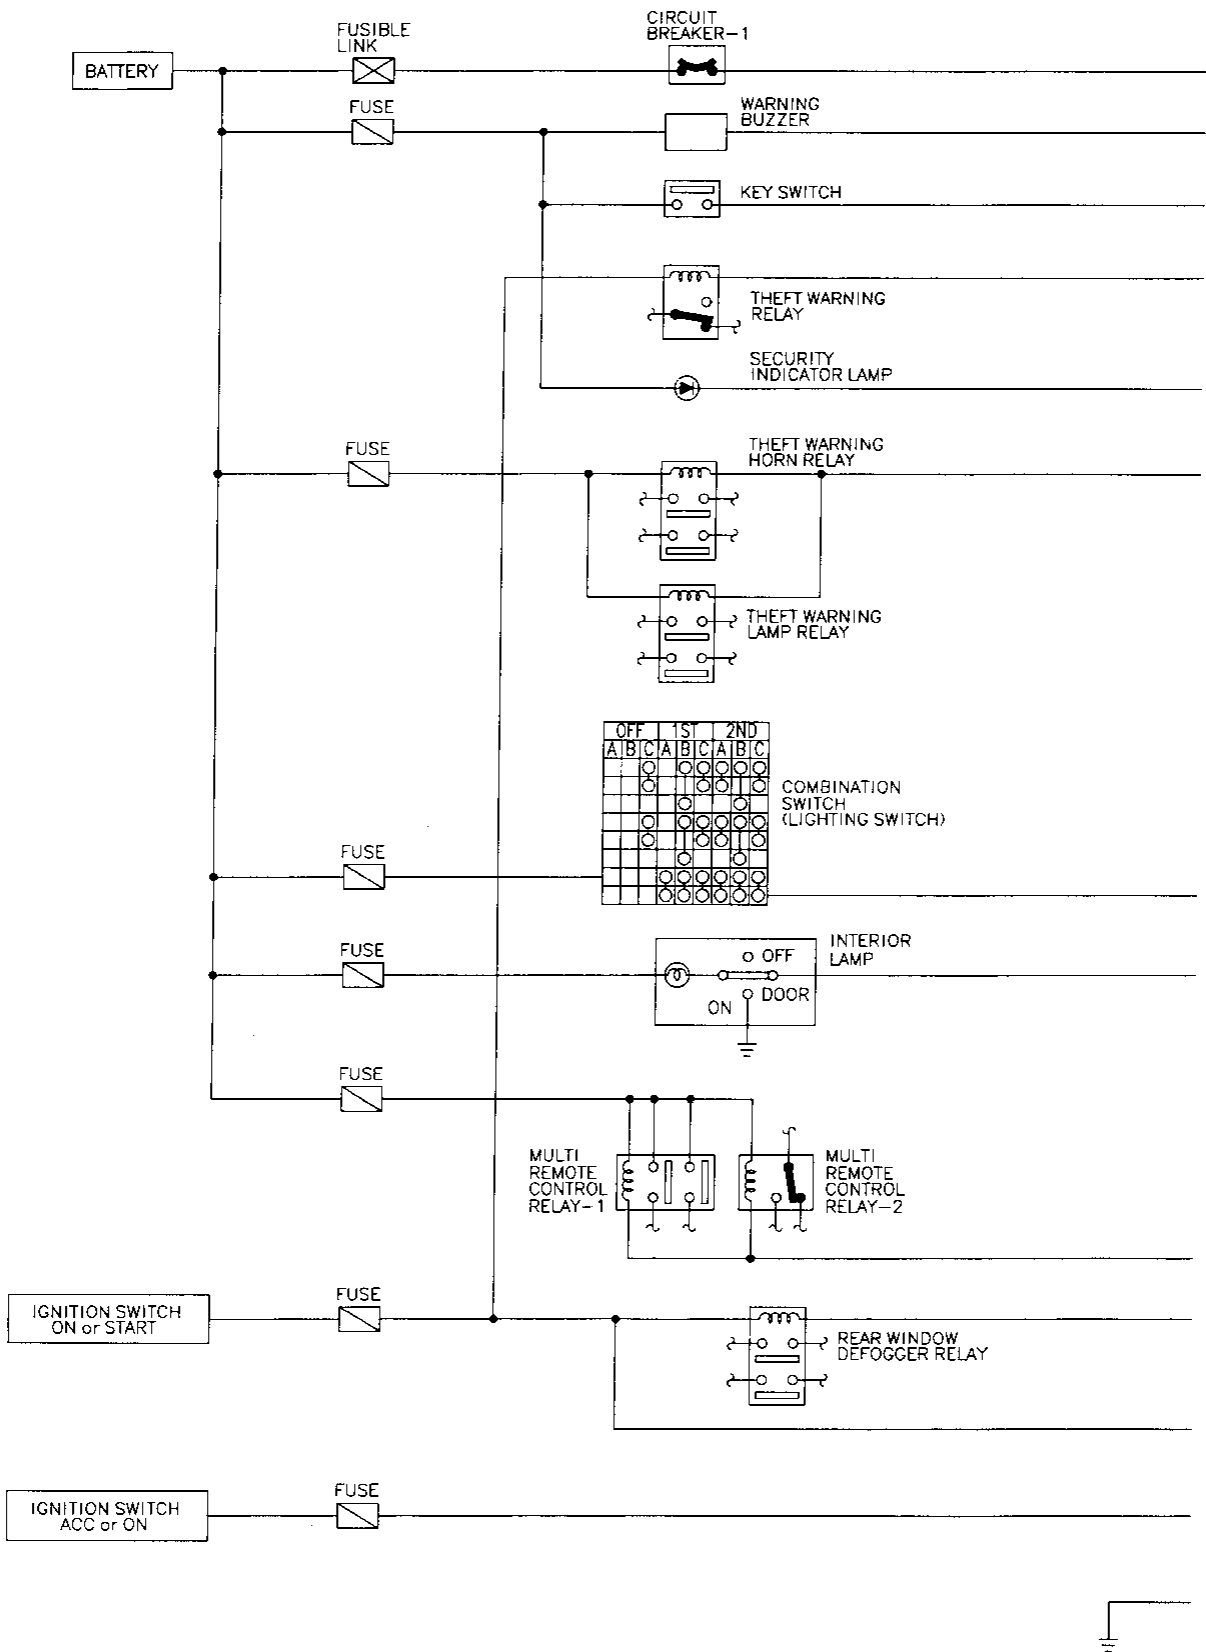 FUSIBLE
LINK
CIRCUIT
BREAKER-1
BATTERY
FUSE
WARNING
BUZZER
KEY SWITCH
THEFT WARNING
RELAY
SECURITY
INDICATOR LAMP
FUSE
THEFT WARNING
HORN RELAY
THEFT WARNING
LAMP RELAY
OFF 1ST 2ND
A B C A B C A B C
COMBINATION
SWITCH
(LIGHTING SWITCH)
FUSE
FUSE
INTERIOR
LAMP
OFF
DOOR
ON
FUSE
MULTI
REMOTE
CONTROL
RELAY-1
MULTI
REMOTE
CONTROL
RELAY-2
IGNITION SWITCH
ON or START
FUSE
REAR WINDOW
DEFOGGER RELAY
IGNITION SWITCH
ACC or ON
FUSE